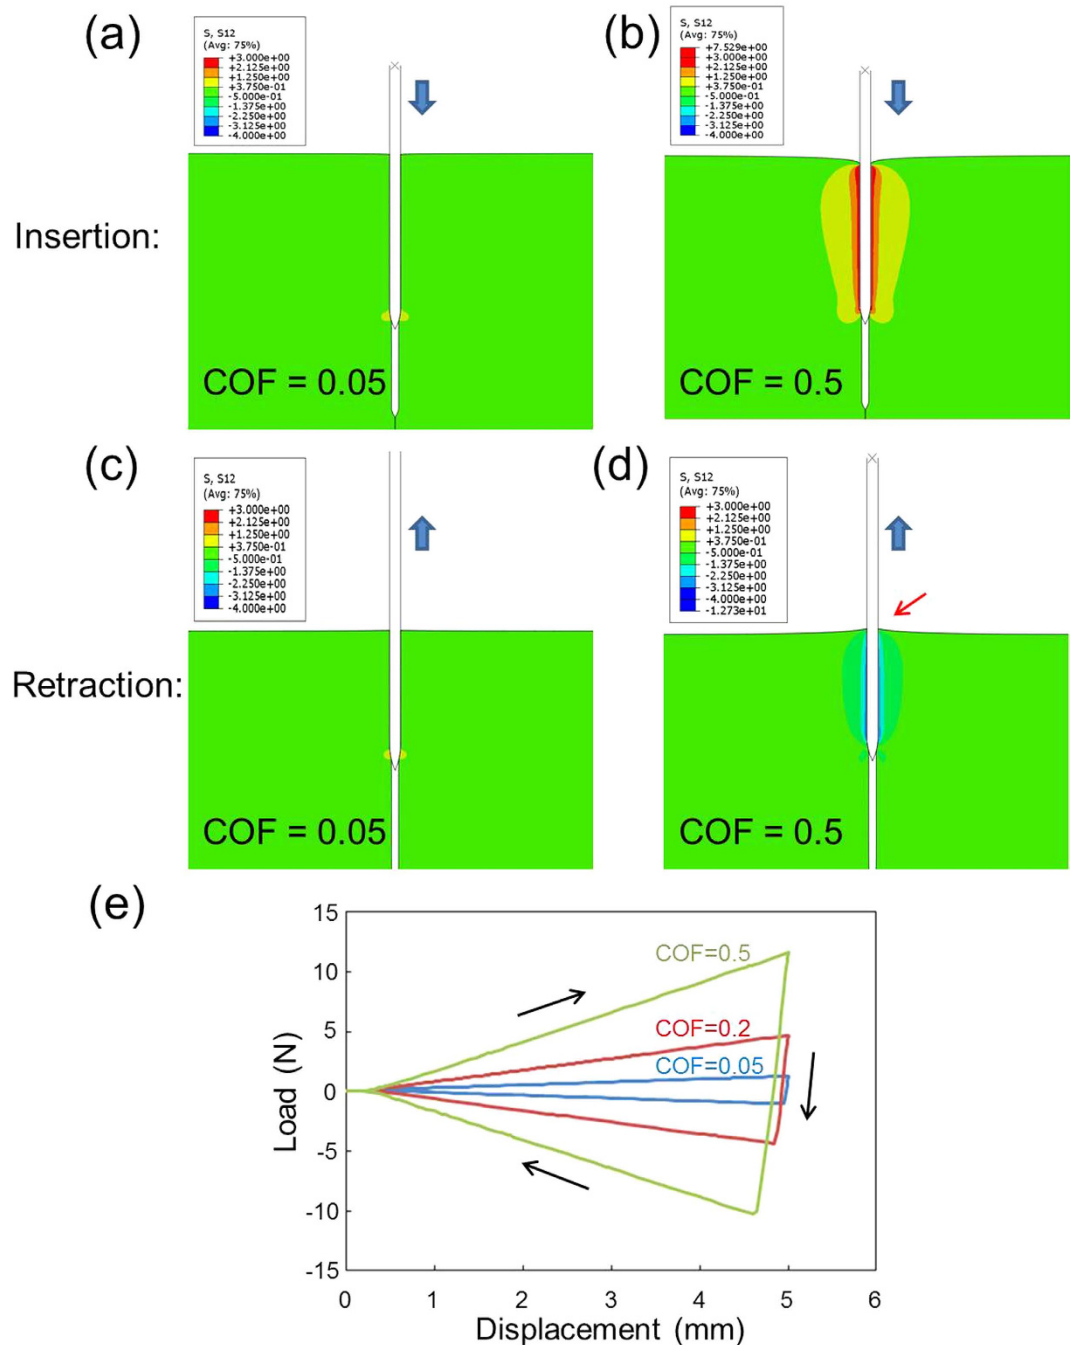 (a)
S, S12
(Avg: 75%)
+3.000e+00
+2.125e+00
+1.250e+00
+3.750e-01
-5.000e-01
-1.375e+00
-2.250e+00
-3.125e+00
-4.000e+00
COF = 0.05
(b)
S, S12
(Avg: 75%)
+7.529e+00
+3.000e+00
+2.125e+00
+1.250e+00
+3.750e-01
-5.000e-01
-1.375e+00
-2.250e+00
-3.125e+00
-4.000e+00
COF = 0.5
Insertion:
(c)
S, S12
(Avg: 75%)
+3.000e+00
+2.125e+00
+1.250e+00
+3.750e-01
-5.000e-01
-1.375e+00
-2.250e+00
-3.125e+00
-4.000e+00
COF = 0.05
(d)
S, S12
(Avg: 75%)
+3.000e+00
+2.125e+00
+1.250e+00
+3.750e-01
-5.000e-01
-1.375e+00
-2.250e+00
-3.125e+00
-4.000e+00
-1.273e+01
COF = 0.5
Retraction:
(e)
15
10
5
0
-5
-10
-15
Load (N)
COF=0.5
COF=0.2
COF=0.05
0 1 2 3 4 5 6
Displacement (mm)